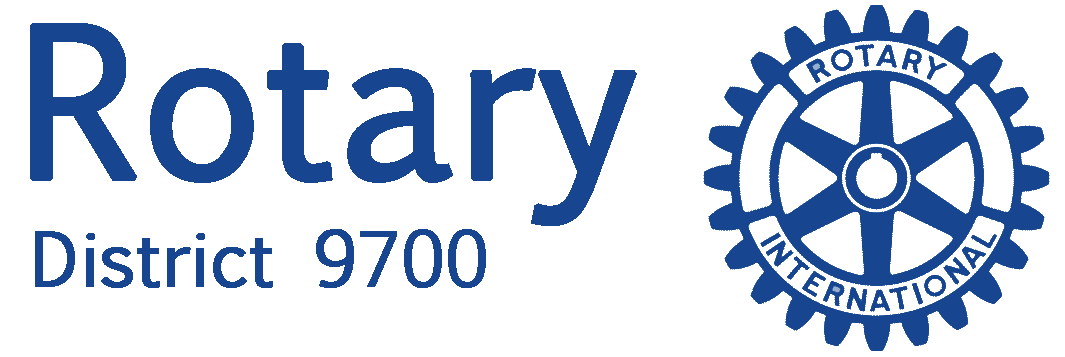 Rotary
District 9700
ROTARY
INTERNATIONAL